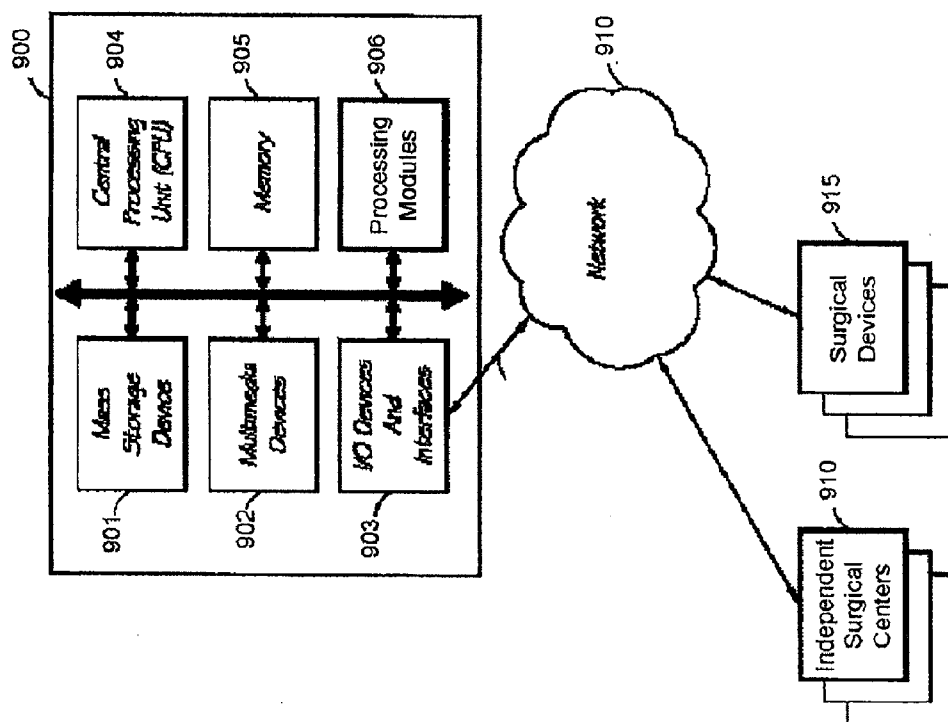 900
901
Mass
Storage
Device
902
Multimedia
Devices
903
I/O Devices
And
Interfaces
Central
Processing
Unit (CPU)
904
Memory
905
Processing
Modules
906
Network
910
Independent
Surgical
Centers
910
Surgical
Devices
915